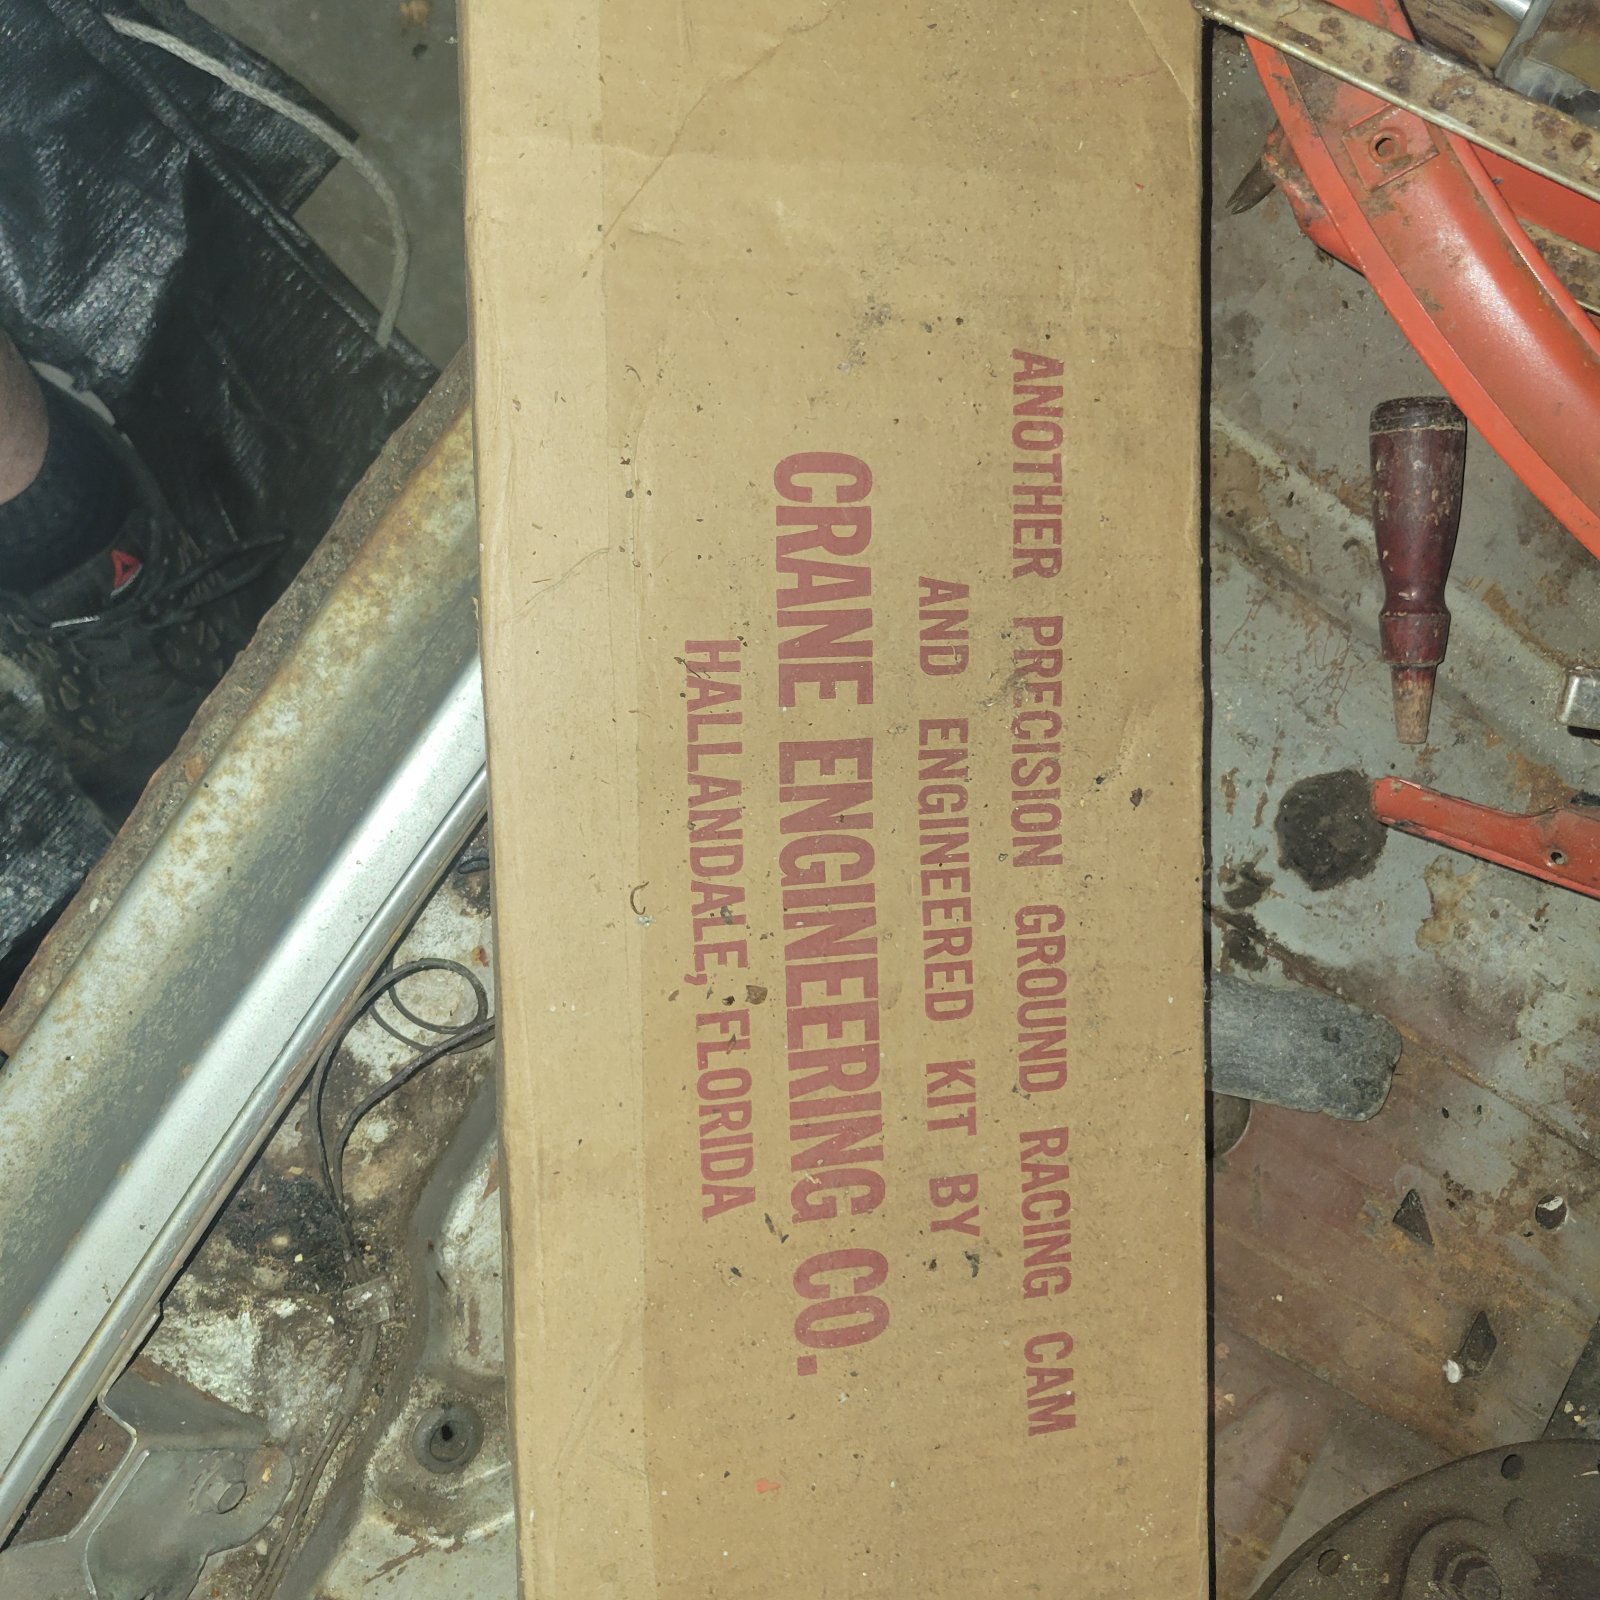 ANOTHER PRECISION GROUND RACING CAM
AND ENGINEERED KIT BY
CRANE ENGINEERING CO.
HALLANDALE, FLORIDA